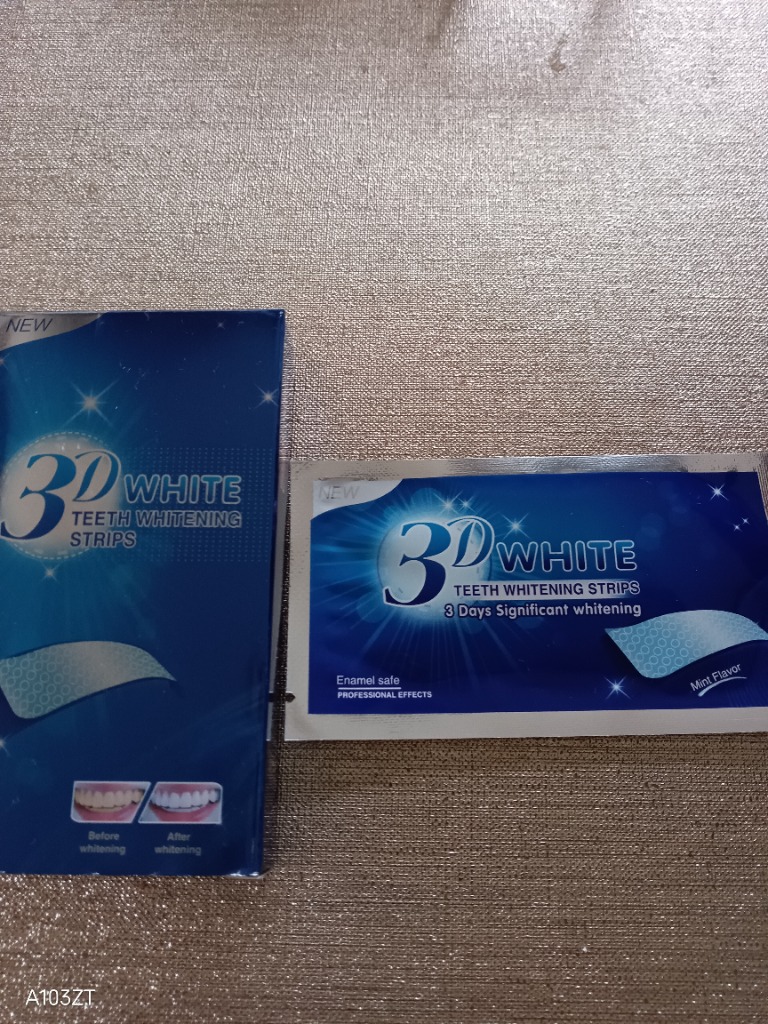 NEW
3D WHITE
TEETH WHITENING
STRIPS
Before
whitening
After
whitening
NEW
3D WHITE
TEETH WHITENING STRIPS
3 Days Significant whitening
Enamel safe
PROFESSIONAL EFFECTS
Mint Flavor
A103ZT